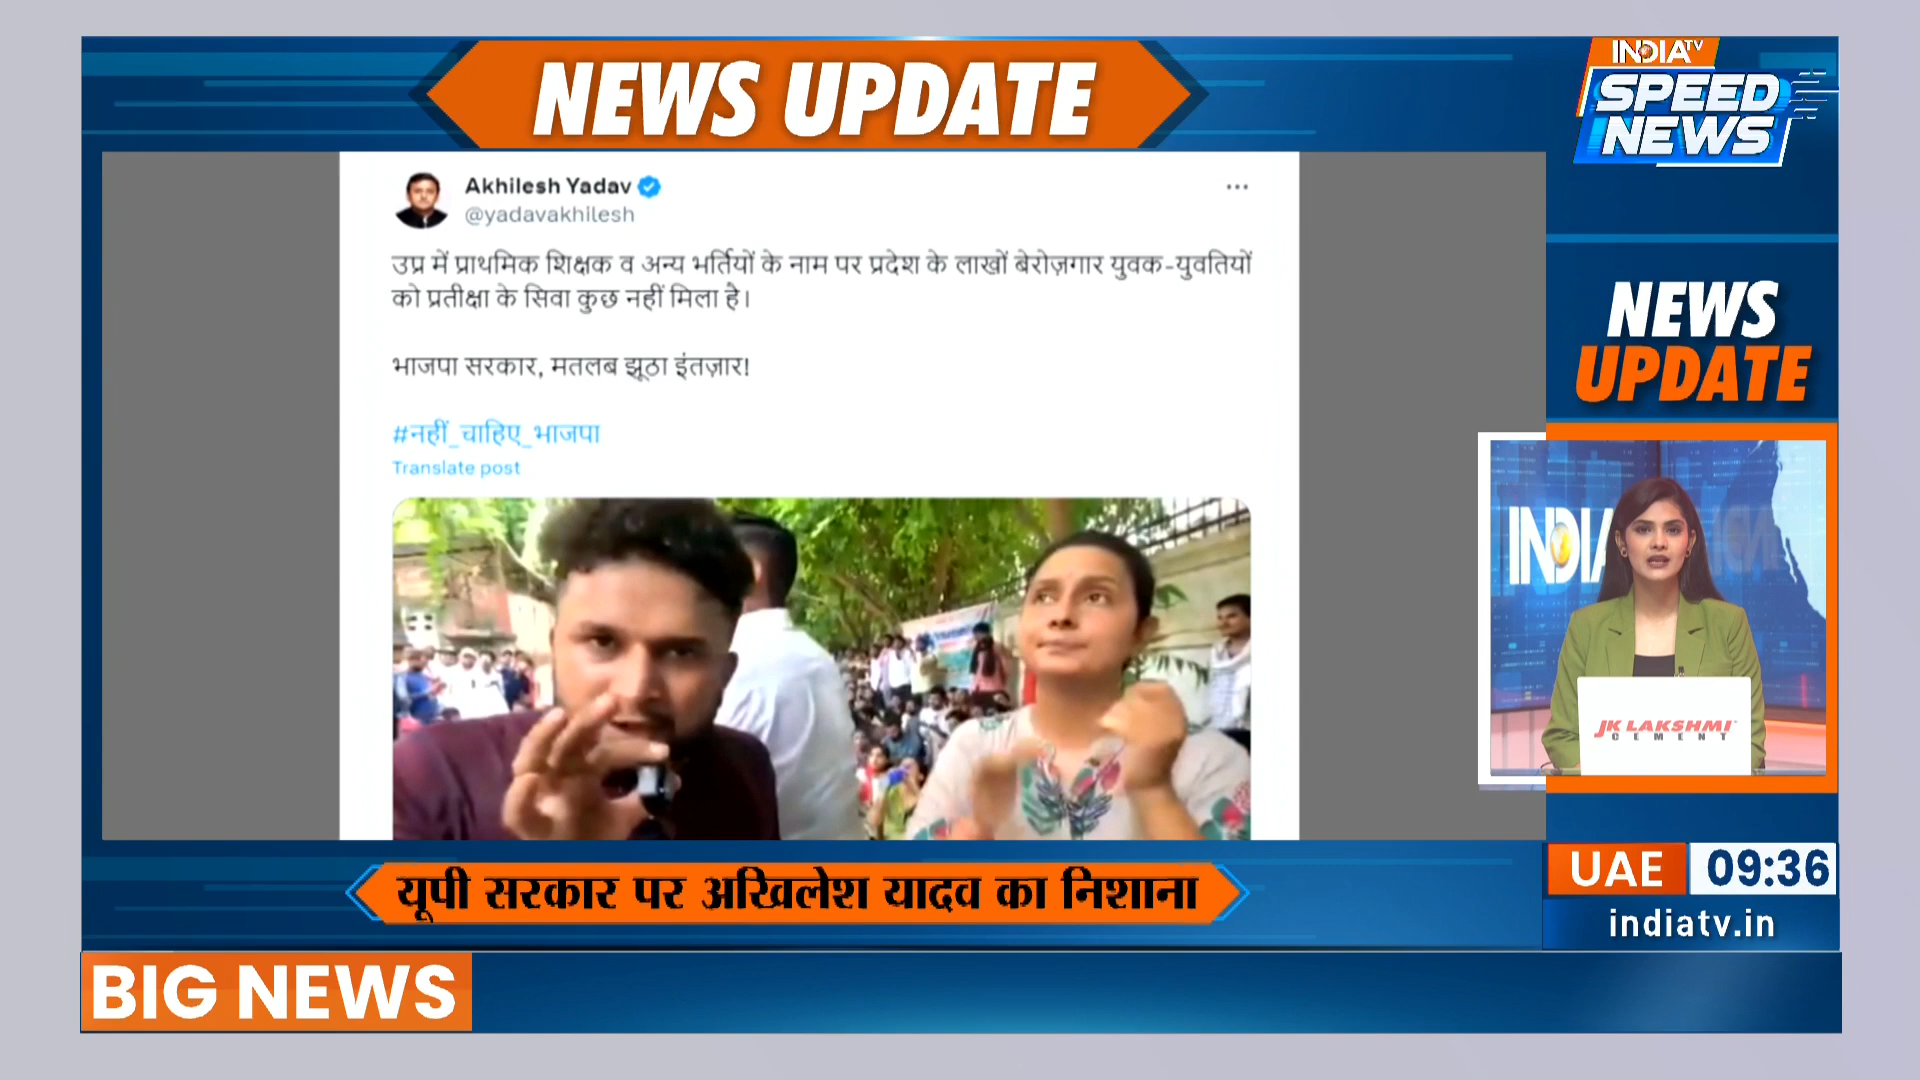 NEWS UPDATE
INDIA TV
SPEED
NEWS
Akhilesh Yadav
@yadavakhilesh
उप्र में प्राथमिक शिक्षक व अन्य भर्तियों के नाम पर प्रदेश के लाखों बेरोज़गार युवक-युवतियों
को प्रतीक्षा के सिवा कुछ नहीं मिला है।
भाजपा सरकार, मतलब झूठा इंतज़ार!
#नहीं_चाहिए_भाजपा
Translate post
NEWS
UPDATE
INDIA
JK LAKSHMI
CEMENT
यूपी सरकार पर अखिलेश यादव का निशाना
UAE 09:36
indiatv.in
BIG NEWS